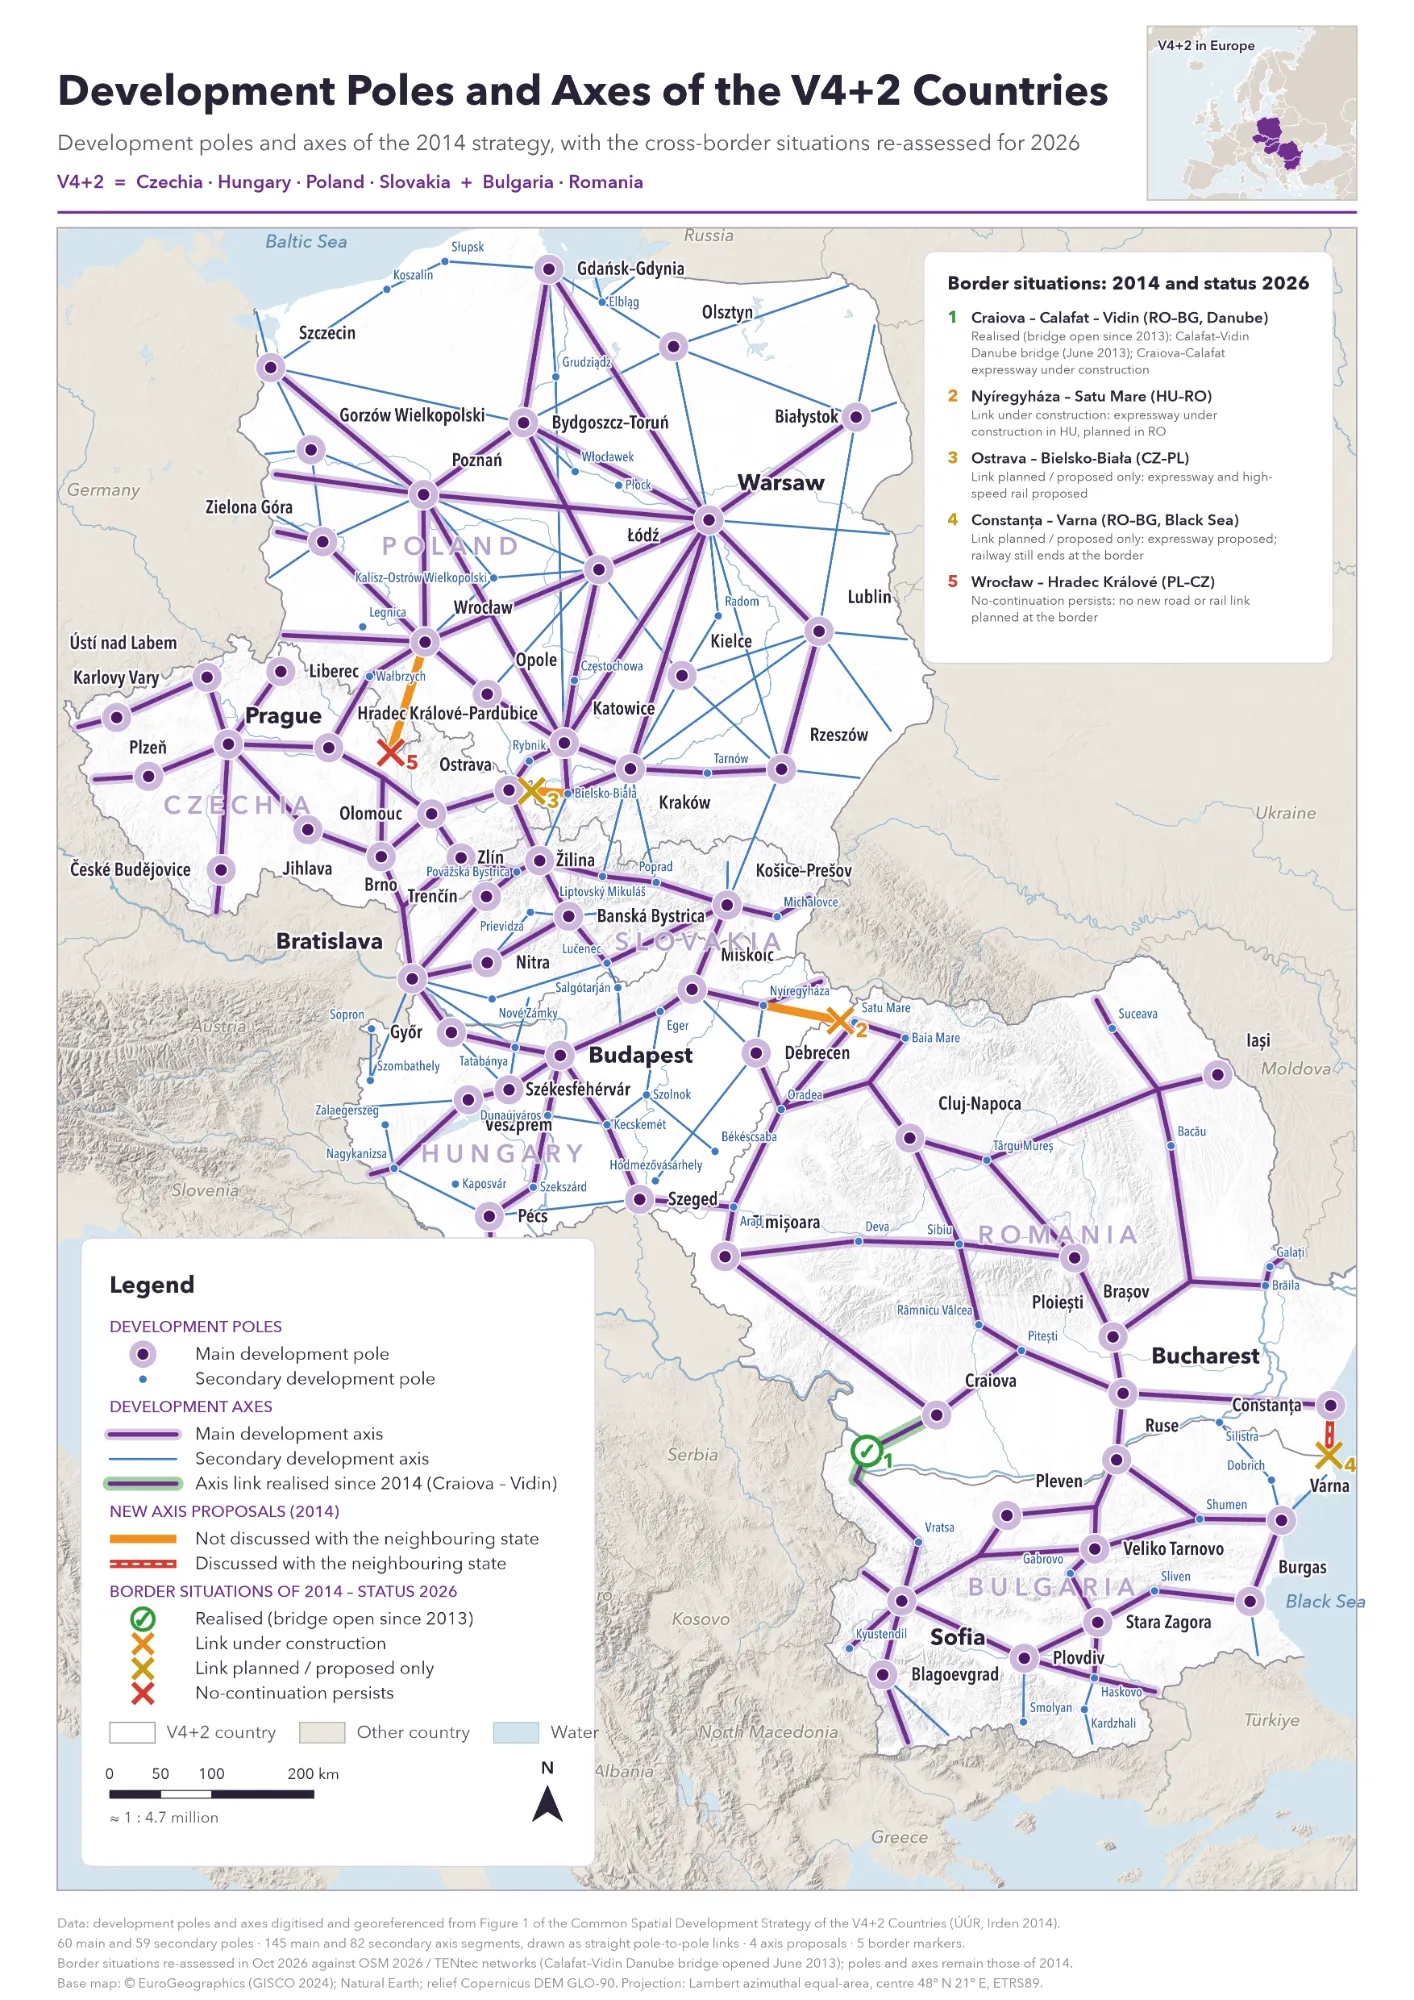 V4+2 in Europe
Development Poles and Axes of the V4+2 Countries
Development poles and axes of the 2014 strategy, with the cross-border situations re-assessed for 2026
V4+2 = Czechia · Hungary · Poland · Slovakia + Bulgaria · Romania
Baltic Sea
Russia
Słupsk
Koszalin
Gdańsk–Gdynia
Elbląg
Olsztyn
Szczecin
Grudziądz
Gorzów Wielkopolski
Bydgoszcz–Toruń
Białystok
Poznań
Włocławek
Płock
Warsaw
Germany
Zielona Góra
Łódź
POLAND
Kalisz–Ostrów Wielkopolski
Wrocław
Radom
Lublin
Legnica
Kielce
Ústí nad Labem
Karlovy Vary
Liberec
Wałbrzych
Opole
Częstochowa
Prague
Hradec Králové–Pardubice
Katowice
Plzeň
5
Rybnik
Rzeszów
Ostrava
Tarnów
Bielsko-Biała
3
Kraków
CZECHIA
Olomouc
Ukraine
České Budějovice
Jihlava
Zlín
Žilina
Považská Bystrica
Poprad
Košice–Prešov
Brno
Trenčín
Liptovský Mikuláš
Michalovce
Prievidza
Banská Bystrica
Bratislava
Lučenec
SLOVAKIA
Nitra
Miskolc
Salgótarján
Nyíregyháza
Austria
Sopron
Győr
Nové Zámky
Eger
Satu Mare
2
Baia Mare
Suceava
Szombathely
Tatabánya
Budapest
Debrecen
Iași
Moldova
Székesfehérvár
Szolnok
Oradea
Zalaegerszeg
Dunaújváros
Veszprém
Kecskemét
Cluj-Napoca
Nagykanizsa
HUNGARY
Békéscsaba
Târgu Mureș
Bacău
Hódmezővásárhely
Slovenia
Kaposvár
Szekszárd
Szeged
Pécs
Arad
Timișoara
Deva
Sibiu
ROMANIA
Galați
Brăila
Râmnicu Vâlcea
Ploiești
Brașov
Pitești
Bucharest
Craiova
Constanța
Ruse
Silistra
Serbia
1
Dobrich
4
Pleven
Varna
Shumen
Vratsa
Gabrovo
Veliko Tarnovo
Burgas
BULGARIA
Sliven
Black Sea
Kosovo
Stara Zagora
Kyustendil
Sofia
Plovdiv
Blagoevgrad
Haskovo
Smolyan
Kardzhali
North Macedonia
Türkiye
Albania
Greece
Border situations: 2014 and status 2026
1 Craiova – Calafat – Vidin (RO–BG, Danube)
Realised (bridge open since 2013): Calafat–Vidin
Danube bridge (June 2013); Craiova–Calafat
expressway under construction
2 Nyíregyháza – Satu Mare (HU–RO)
Link under construction: expressway under
construction in HU, planned in RO
3 Ostrava – Bielsko-Biała (CZ–PL)
Link planned / proposed only: expressway and high-
speed rail proposed
4 Constanța – Varna (RO–BG, Black Sea)
Link planned / proposed only: expressway proposed;
railway still ends at the border
5 Wrocław – Hradec Králové (PL–CZ)
No-continuation persists: no new road or rail link
planned at the border
Legend
DEVELOPMENT POLES
Main development pole
Secondary development pole
DEVELOPMENT AXES
Main development axis
Secondary development axis
Axis link realised since 2014 (Craiova – Vidin)
NEW AXIS PROPOSALS (2014)
Not discussed with the neighbouring state
Discussed with the neighbouring state
BORDER SITUATIONS OF 2014 – STATUS 2026
Realised (bridge open since 2013)
Link under construction
Link planned / proposed only
No-continuation persists
V4+2 country Other country Water
0 50 100 200 km
N
≈ 1 : 4.7 million
Data: development poles and axes digitised and georeferenced from Figure 1 of the Common Spatial Development Strategy of the V4+2 Countries (ÚÚR, Irden 2014).
60 main and 59 secondary poles · 145 main and 82 secondary axis segments, drawn as straight pole-to-pole links · 4 axis proposals · 5 border markers.
Border situations re-assessed in Oct 2026 against OSM 2026 / TENtec networks (Calafat–Vidin Danube bridge opened June 2013); poles and axes remain those of 2014.
Base map: © EuroGeographics (GISCO 2024); Natural Earth; relief Copernicus DEM GLO-90. Projection: Lambert azimuthal equal-area, centre 48° N 21° E, ETRS89.